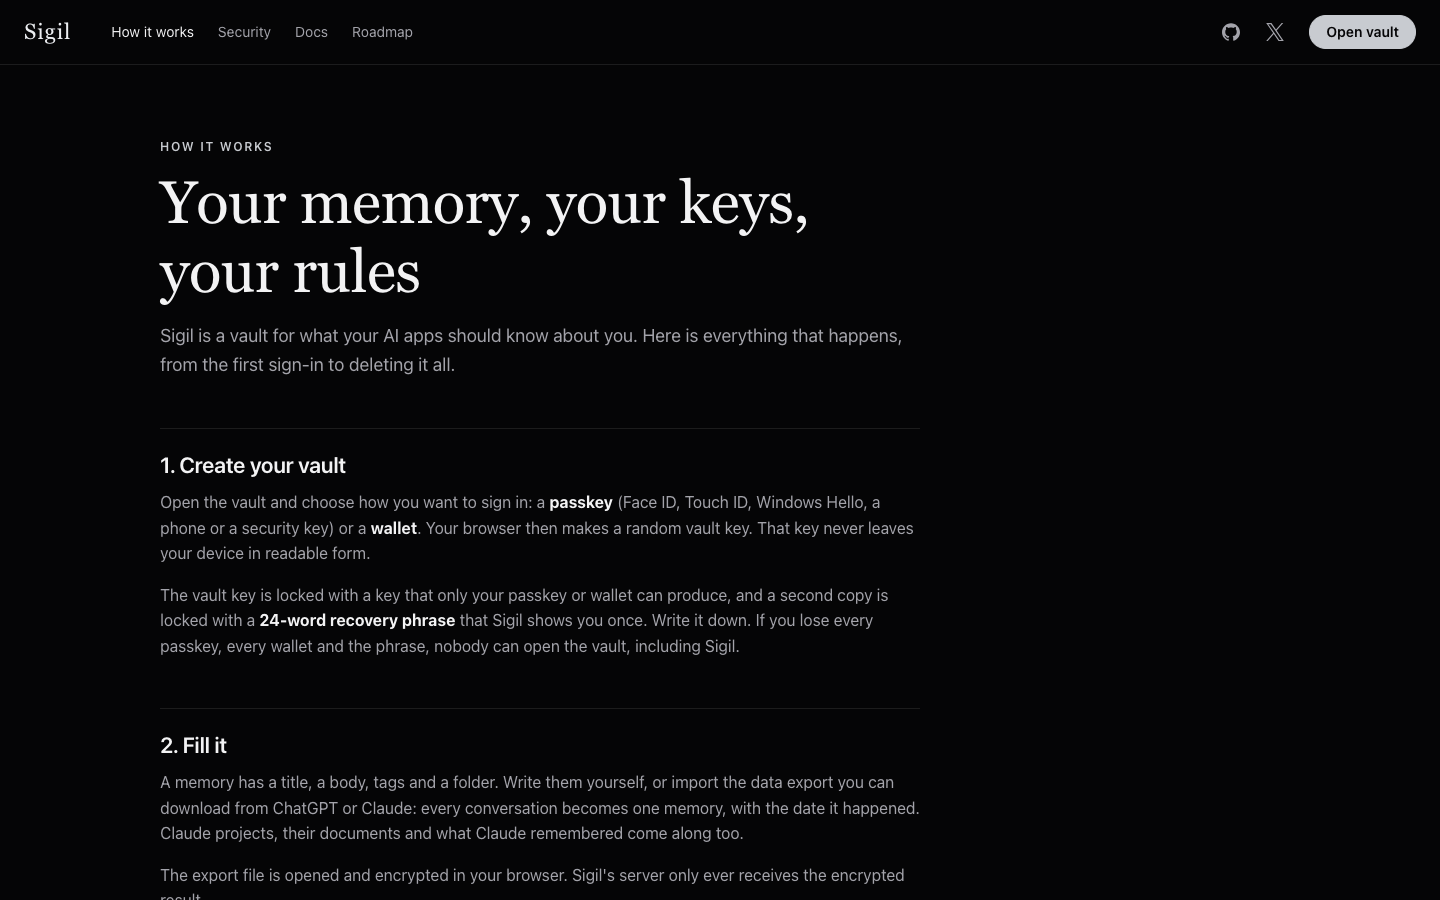 Sigil
How it works
Security
Docs
Roadmap
Open vault
HOW IT WORKS
Your memory, your keys,
your rules
Sigil is a vault for what your AI apps should know about you. Here is everything that happens,
from the first sign-in to deleting it all.
1. Create your vault
Open the vault and choose how you want to sign in: a passkey (Face ID, Touch ID, Windows Hello, a
phone or a security key) or a wallet. Your browser then makes a random vault key. That key never leaves
your device in readable form.
The vault key is locked with a key that only your passkey or wallet can produce, and a second copy is
locked with a 24-word recovery phrase that Sigil shows you once. Write it down. If you lose every
passkey, every wallet and the phrase, nobody can open the vault, including Sigil.
2. Fill it
A memory has a title, a body, tags and a folder. Write them yourself, or import the data export you can
download from ChatGPT or Claude: every conversation becomes one memory, with the date it happened.
Claude projects, their documents and what Claude remembered come along too.
The export file is opened and encrypted in your browser. Sigil's server only ever receives the encrypted
result.